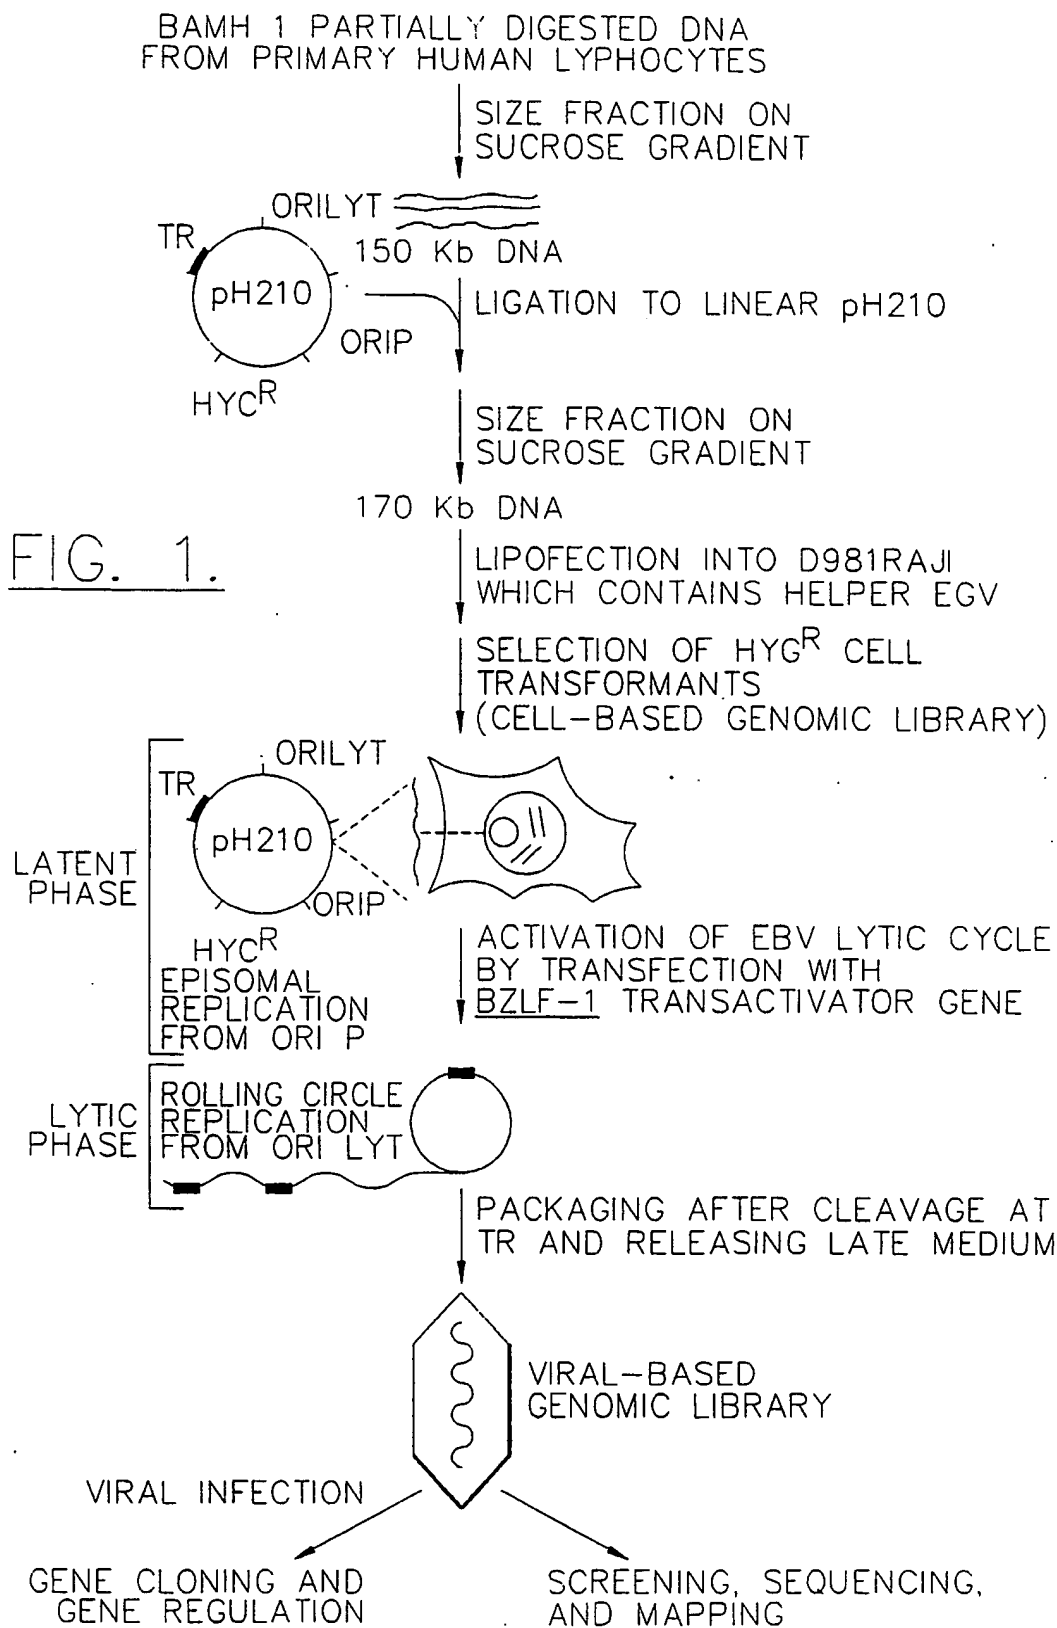 BAMH 1 PARTIALLY DIGESTED DNA
FROM PRIMARY HUMAN LYPHOCYTES
SIZE FRACTION ON
SUCROSE GRADIENT
ORILYT
TR
150 Kb DNA
pH210
LIGATION TO LINEAR pH210
ORIP
HYCR
SIZE FRACTION ON
SUCROSE GRADIENT
170 Kb DNA
FIG. 1.
LIPOFECTION INTO D981RAJI
WHICH CONTAINS HELPER EGV
SELECTION OF HYGR CELL
TRANSFORMANTS
(CELL-BASED GENOMIC LIBRARY)
ORILYT
TR
pH210
LATENT
PHASE
ORIP
HYCR
EPISOMAL
REPLICATION
FROM ORI P
ACTIVATION OF EBV LYTIC CYCLE
BY TRANSFECTION WITH
BZLF-1 TRANSACTIVATOR GENE
LYTIC
PHASE
ROLLING CIRCLE
REPLICATION
FROM ORI LYT
PACKAGING AFTER CLEAVAGE AT
TR AND RELEASING LATE MEDIUM
VIRAL-BASED
GENOMIC LIBRARY
VIRAL INFECTION
GENE CLONING AND
GENE REGULATION
SCREENING, SEQUENCING,
AND MAPPING